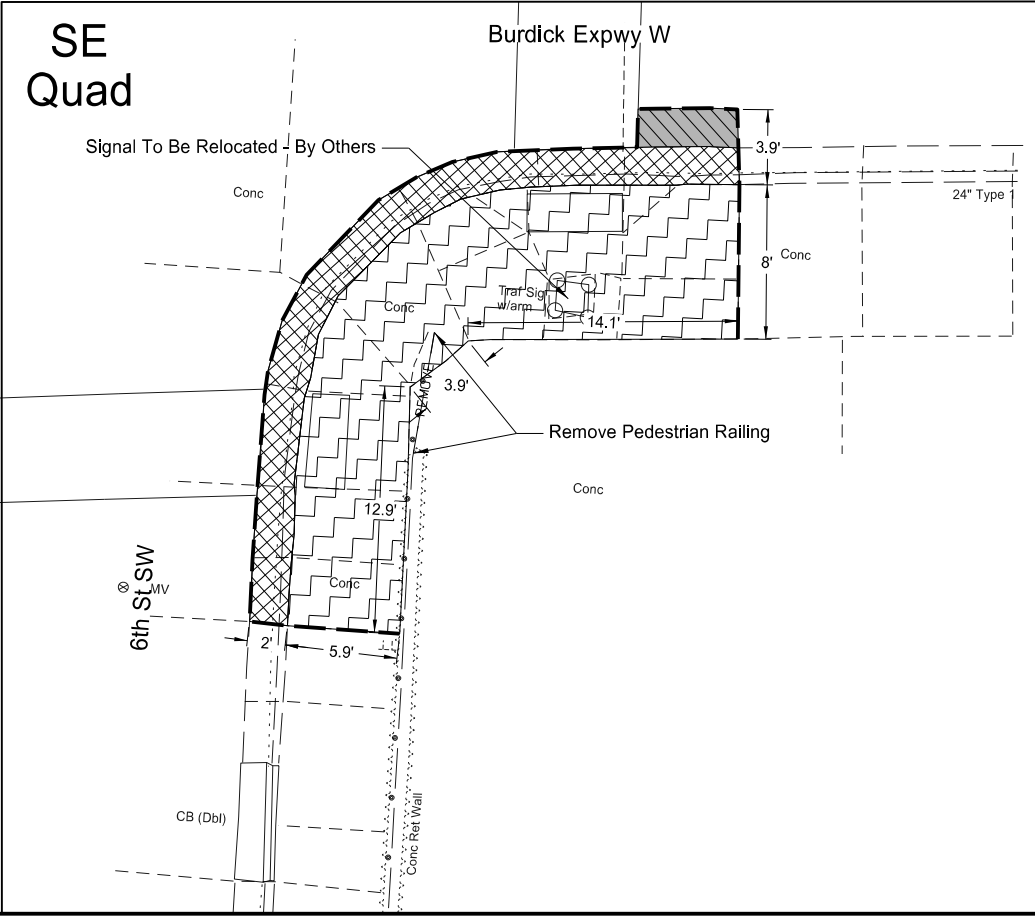 SE
Quad
Burdick Expwy W
Signal To Be Relocated - By Others
3.9'
Conc
24" Type 1
8'
Conc
Traf Sig
w/arm
Conc
14.1'
3.9'
REMOVE
Remove Pedestrian Railing
Conc
12.9'
Conc
MV
6th St SW
2'
5.9'
CB (Dbl)
Conc Ret Wall